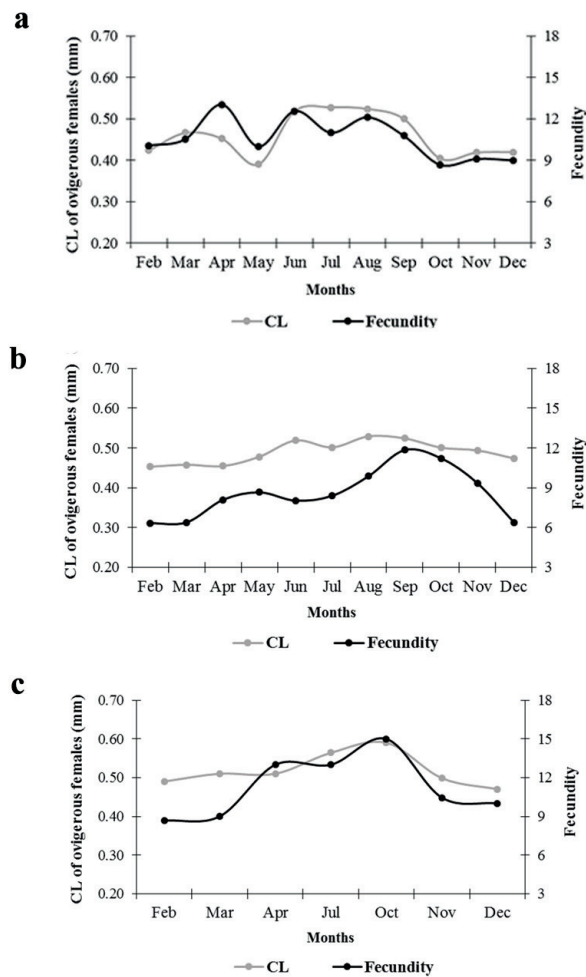 a
CL of ovigerous females (mm)
0.70
0.60
0.50
0.40
0.30
0.20
18
15
12
9
6
3
Fecundity
Feb Mar Apr May Jun Jul Aug Sep Oct Nov Dec
Months
CL Fecundity
b
CL of ovigerous females (mm)
0.70
0.60
0.50
0.40
0.30
0.20
18
15
12
9
6
3
Fecundity
Feb Mar Apr May Jun Jul Aug Sep Oct Nov Dec
Months
CL Fecundity
c
CL of ovigerous females (mm)
0.70
0.60
0.50
0.40
0.30
0.20
18
15
12
9
6
3
Fecundity
Feb Mar Apr Jul Oct Nov Dec
Months
CL Fecundity